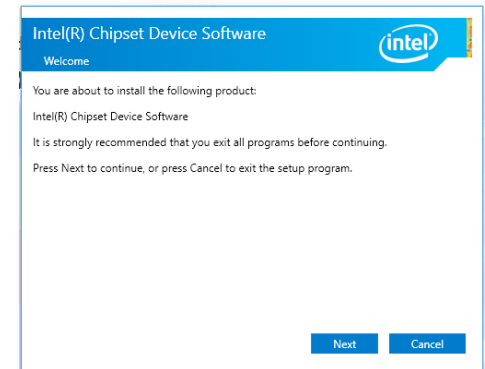 Intel(R) Chipset Device Software
intel
Welcome
You are about to install the following product:
Intel(R) Chipset Device Software
It is strongly recommended that you exit all programs before continuing.
Press Next to continue, or press Cancel to exit the setup program.
Next
Cancel